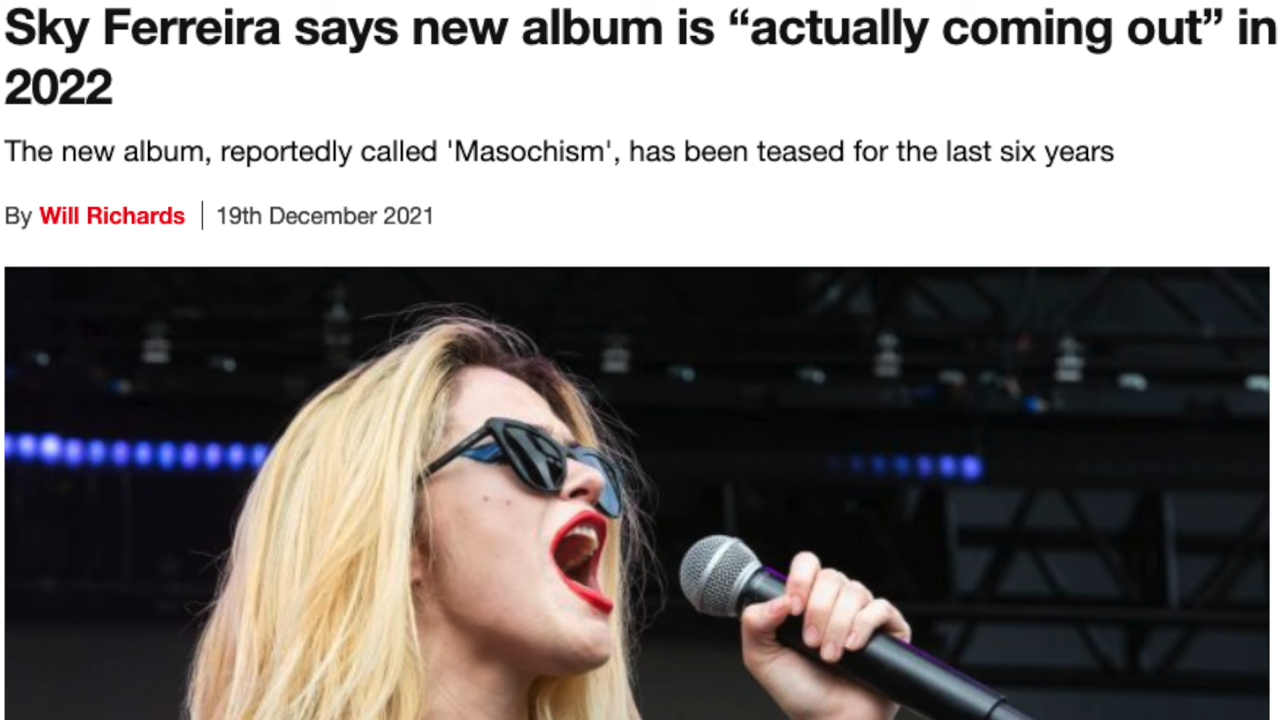 Sky Ferreira says new album is “actually coming out” in
2022
The new album, reportedly called 'Masochism', has been teased for the last six years
By Will Richards | 19th December 2021